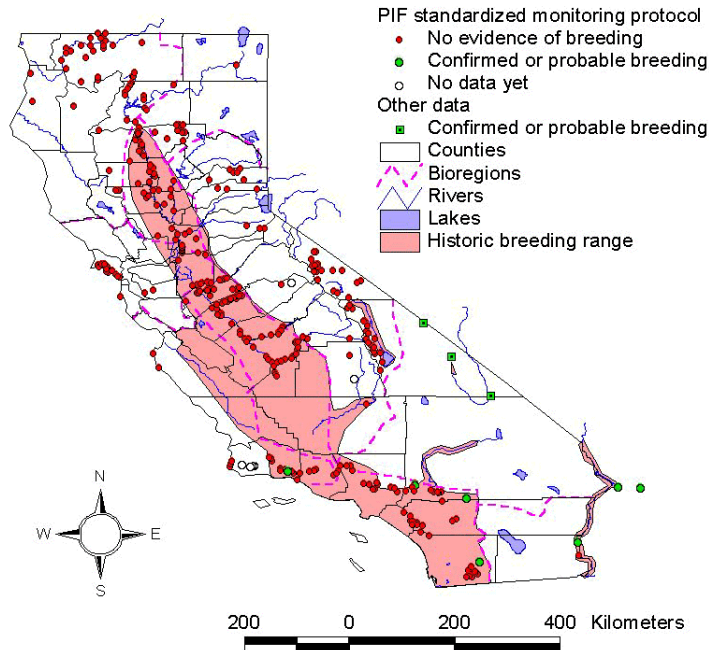 PIF standardized monitoring protocol
No evidence of breeding
Confirmed or probable breeding
No data yet
Other data
Confirmed or probable breeding
Counties
Bioregions
Rivers
Lakes
Historic breeding range
N
W E
S
200 0 200 400 Kilometers